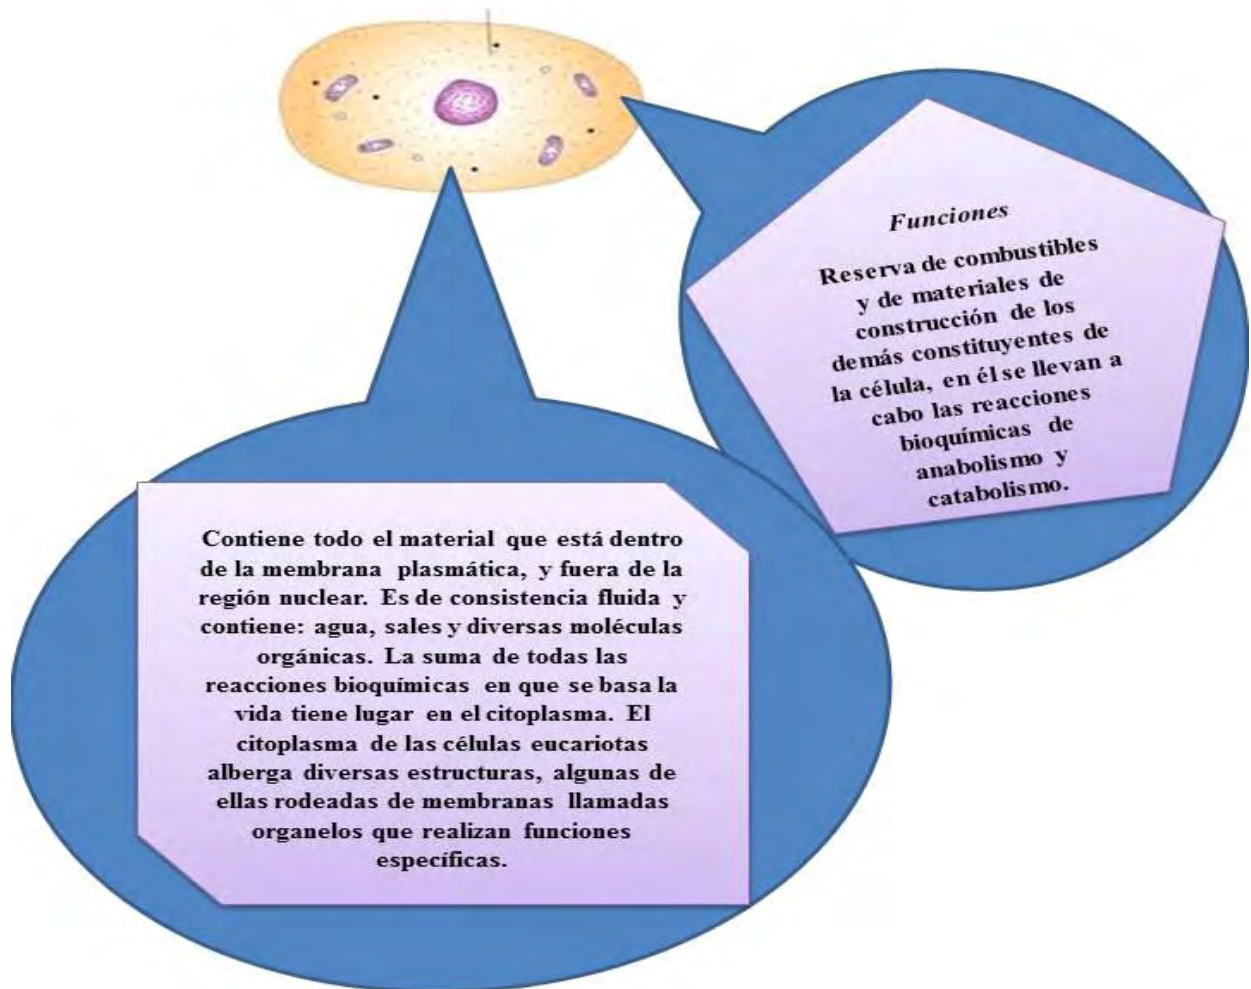 Funciones
Reserva de combustibles
y de materiales de
construcción de los
demás constituyentes de
la célula, en él se llevan a
cabo las reacciones
bioquímicas de
anabolismo y
catabolismo.
Contiene todo el material que está dentro
de la membrana plasmática, y fuera de la
región nuclear. Es de consistencia fluida y
contiene: agua, sales y diversas moléculas
orgánicas. La suma de todas las
reacciones bioquímicas en que se basa la
vida tiene lugar en el citoplasma. El
citoplasma de las células eucariotas
alberga diversas estructuras, algunas de
ellas rodeadas de membranas llamadas
organelos que realizan funciones
específicas.